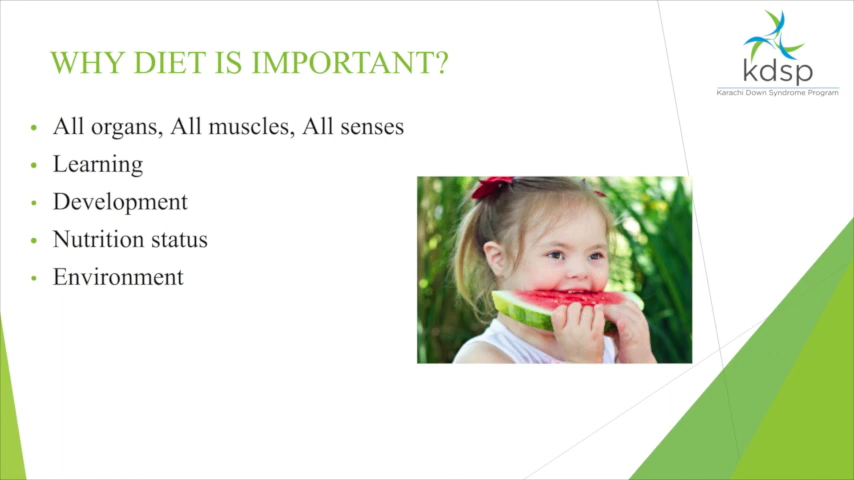 WHY DIET IS IMPORTANT?
kdsp
Karachi Down Syndrome Program
• All organs, All muscles, All senses
• Learning
• Development
• Nutrition status
• Environment